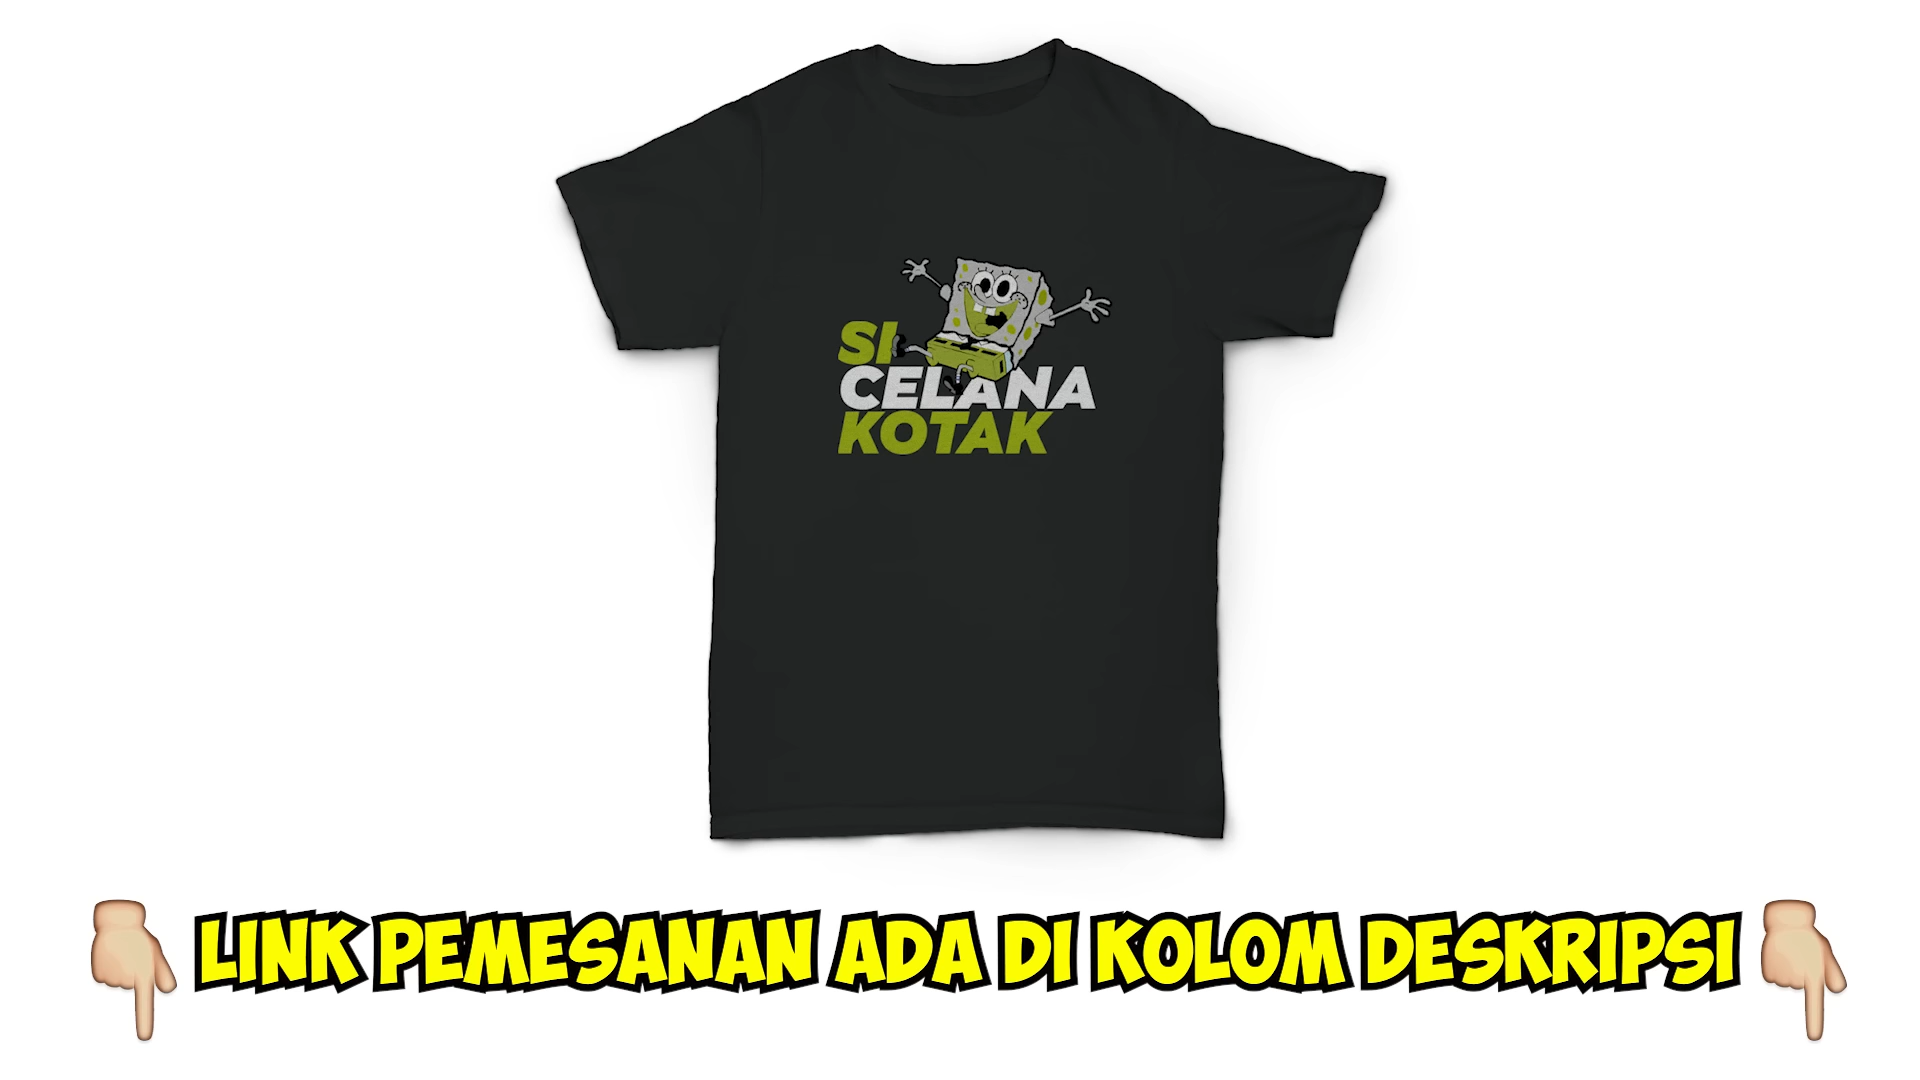 SI
CELANA
KOTAK
LINK PEMESANAN ADA DI KOLOM DESKRIPSI